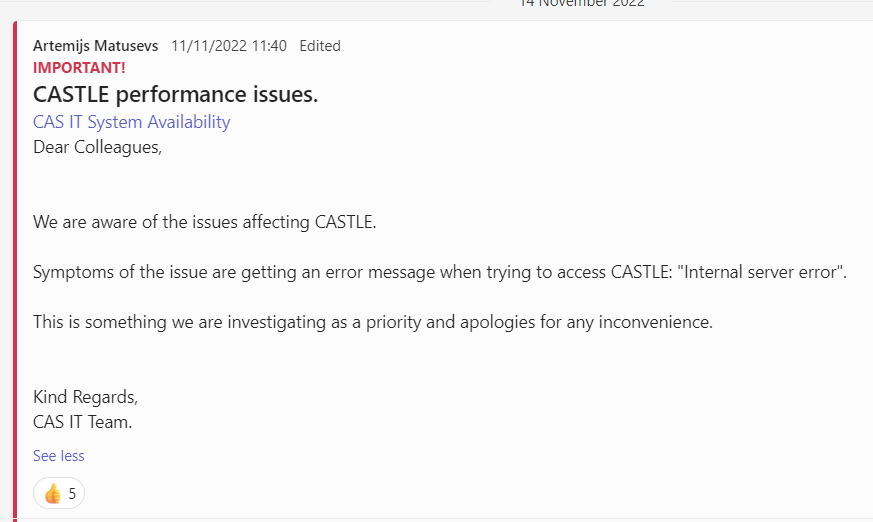 14 November 2022
Artemijs Matusevs 11/11/2022 11:40 Edited
IMPORTANT!
CASTLE performance issues.
CAS IT System Availability
Dear Colleagues,
We are aware of the issues affecting CASTLE.
Symptoms of the issue are getting an error message when trying to access CASTLE: "Internal server error".
This is something we are investigating as a priority and apologies for any inconvenience.
Kind Regards,
CAS IT Team.
See less
👍 5